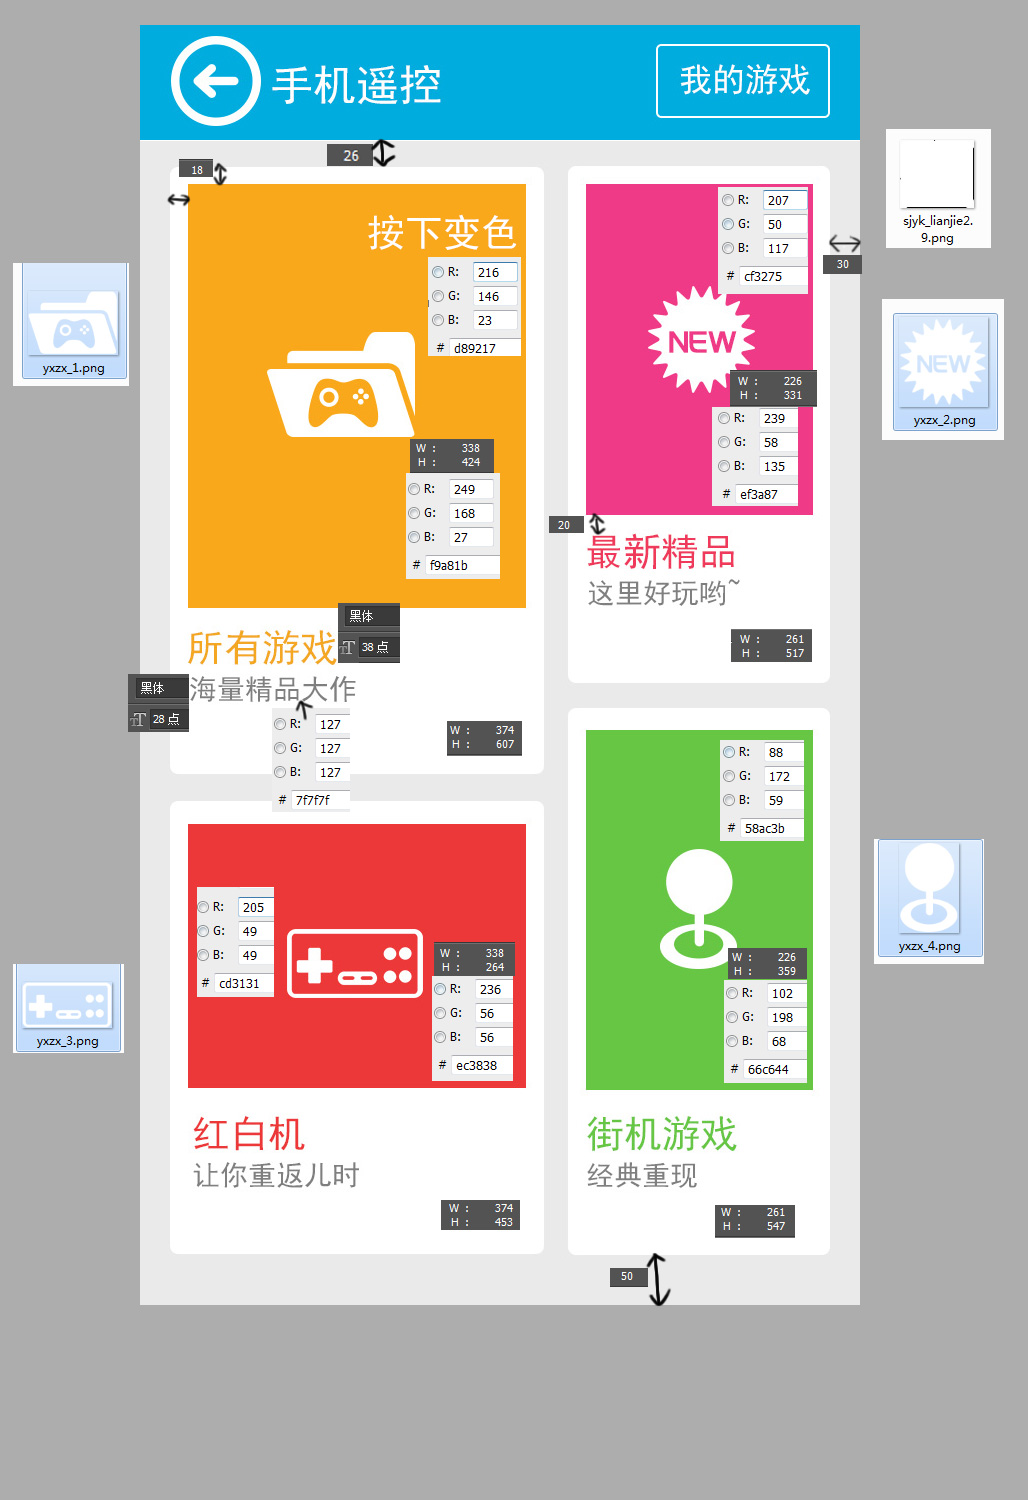 手机遥控
我的游戏
26
18
按下变色
R: 216
G: 146
B: 23
# d89217
W : 338
H : 424
R: 249
G: 168
B: 27
# f9a81b
黑体
38 点
所有游戏
黑体
28 点
海量精品大作
R: 127
G: 127
B: 127
# 7f7f7f
W : 374
H : 607
R: 207
G: 50
B: 117
# cf3275
30
NEW
W : 226
H : 331
R: 239
G: 58
B: 135
# ef3a87
20
最新精品
这里好玩哟~
W : 261
H : 517
R: 205
G: 49
B: 49
# cd3131
W : 338
H : 264
R: 236
G: 56
B: 56
# ec3838
红白机
让你重返儿时
W : 374
H : 453
R: 88
G: 172
B: 59
# 58ac3b
W : 226
H : 359
R: 102
G: 198
B: 68
# 66c644
街机游戏
经典重现
W : 261
H : 547
50
yxzx_1.png
yxzx_3.png
sjyk_lianjie2.
9.png
NEW
yxzx_2.png
yxzx_4.png